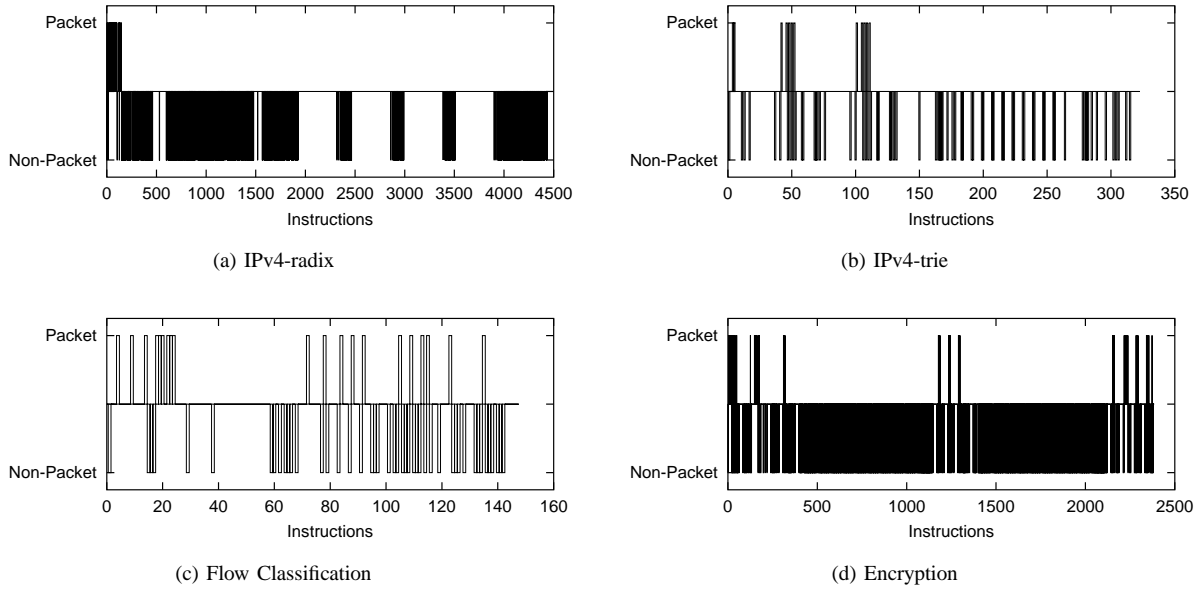 Packet
Non-Packet
0 500 1000 1500 2000 2500 3000 3500 4000 4500
Instructions
(a) IPv4-radix
Packet
Non-Packet
0 50 100 150 200 250 300 350
Instructions
(b) IPv4-trie
Packet
Non-Packet
0 20 40 60 80 100 120 140 160
Instructions
(c) Flow Classification
Packet
Non-Packet
0 500 1000 1500 2000 2500
Instructions
(d) Encryption